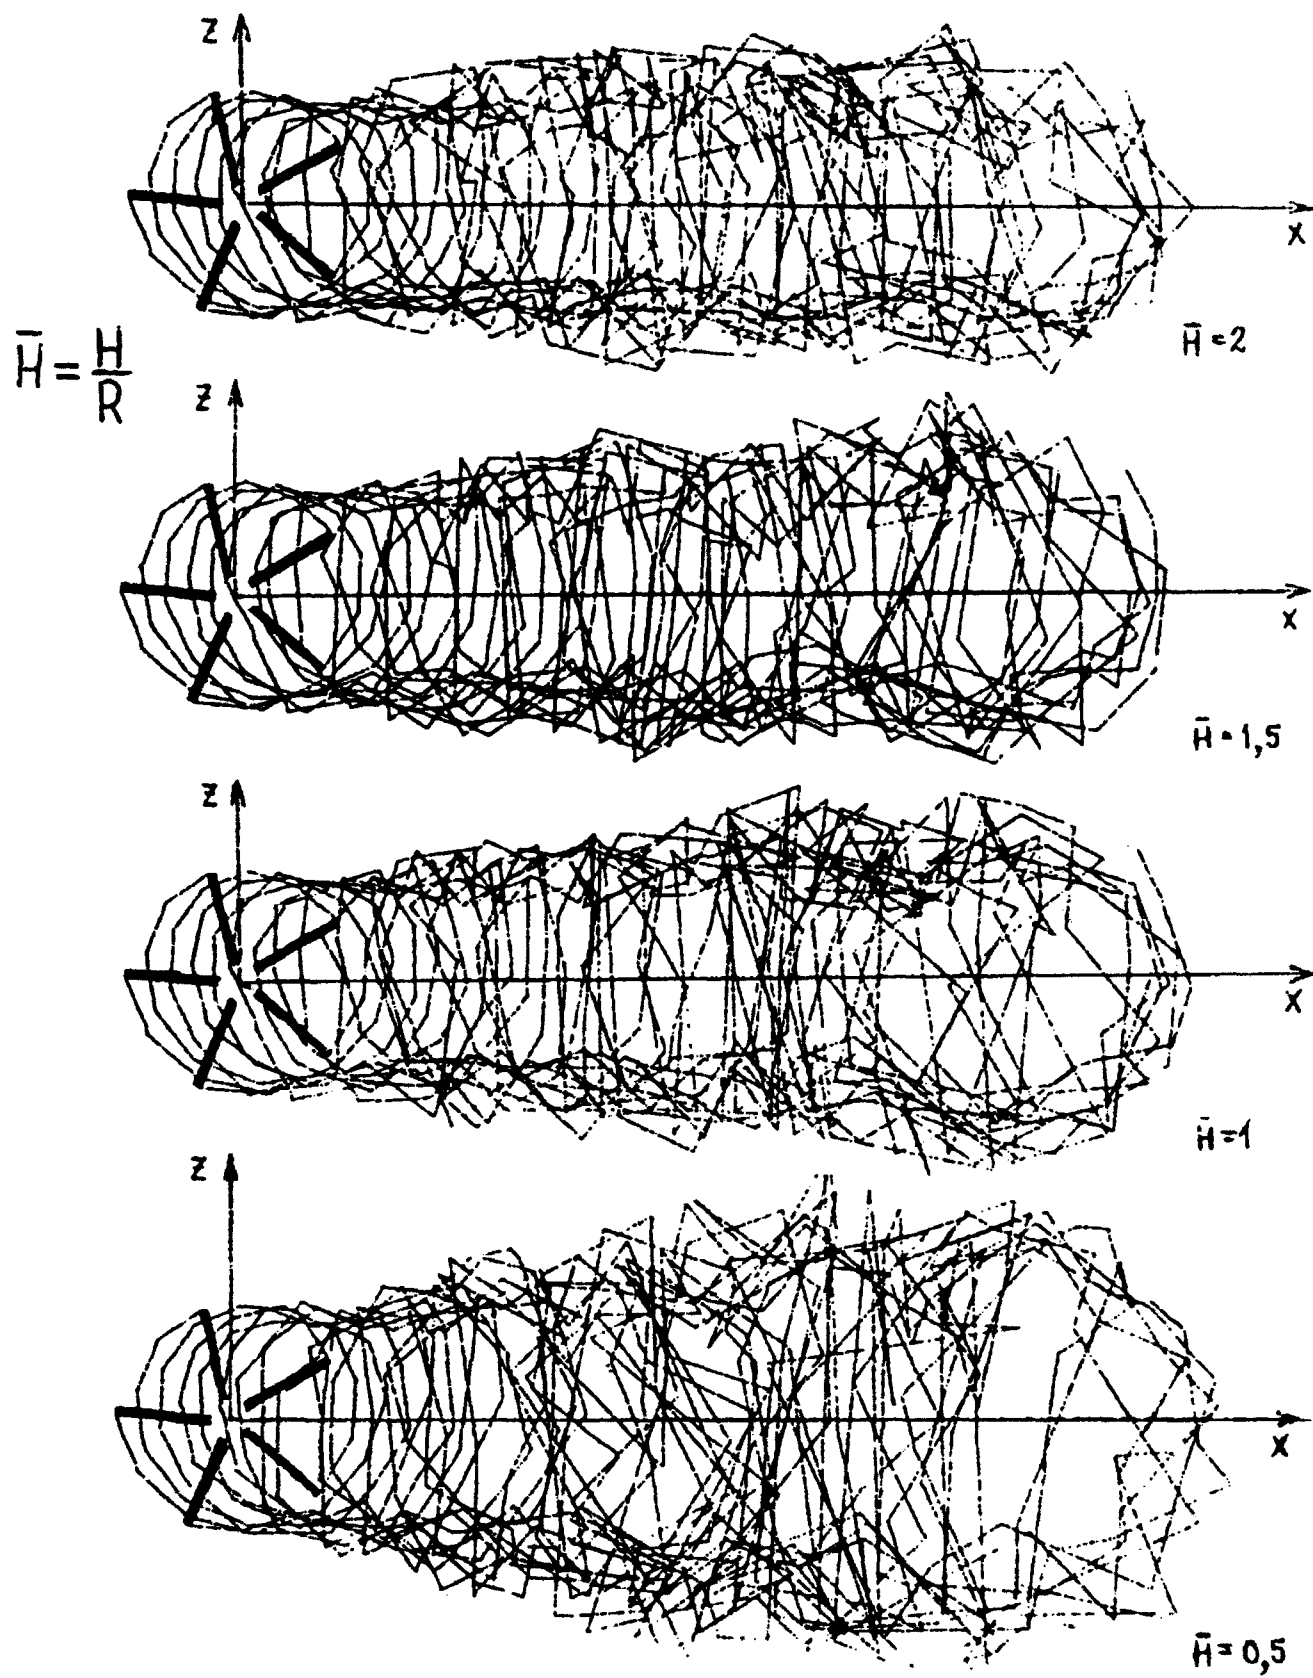 Z
X
H̄ = 2
H̄ = H/R
Z
X
H̄ = 1,5
Z
X
H̄ = 1
Z
X
H̄ = 0,5